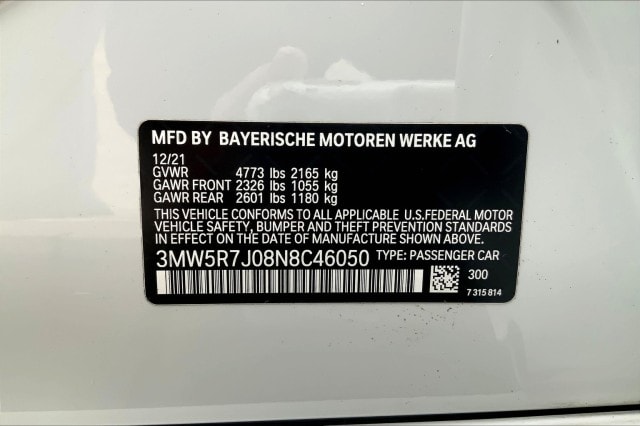 MFD BY BAYERISCHE MOTOREN WERKE AG
12/21
GVWR 4773 lbs 2165 kg
GAWR FRONT 2326 lbs 1055 kg
GAWR REAR 2601 lbs 1180 kg
THIS VEHICLE CONFORMS TO ALL APPLICABLE U.S.FEDERAL MOTOR
VEHICLE SAFETY, BUMPER AND THEFT PREVENTION STANDARDS
IN EFFECT ON THE DATE OF MANUFACTURE SHOWN ABOVE.
3MW5R7J08N8C46050 TYPE: PASSENGER CAR
300
7 315 814